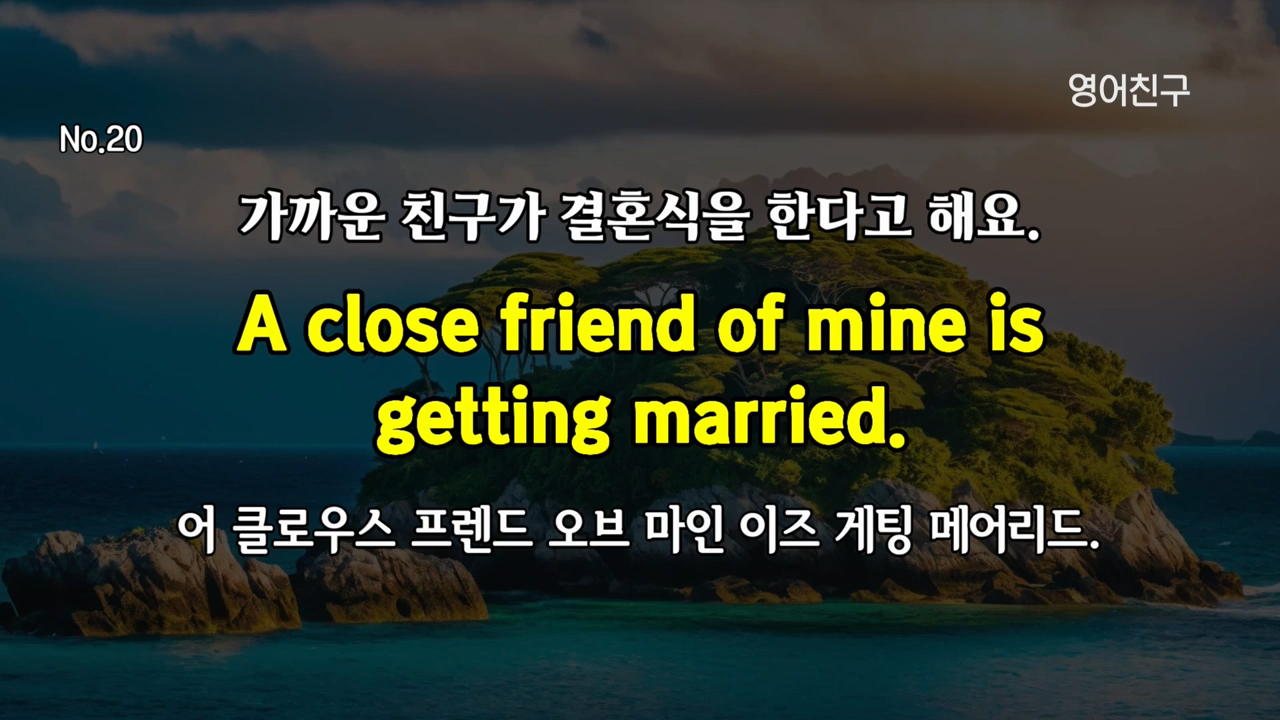 영어친구
No.20
가까운 친구가 결혼식을 한다고 해요.
A close friend of mine is
getting married.
어 클로우스 프렌드 오브 마인 이즈 게팅 메어리드.